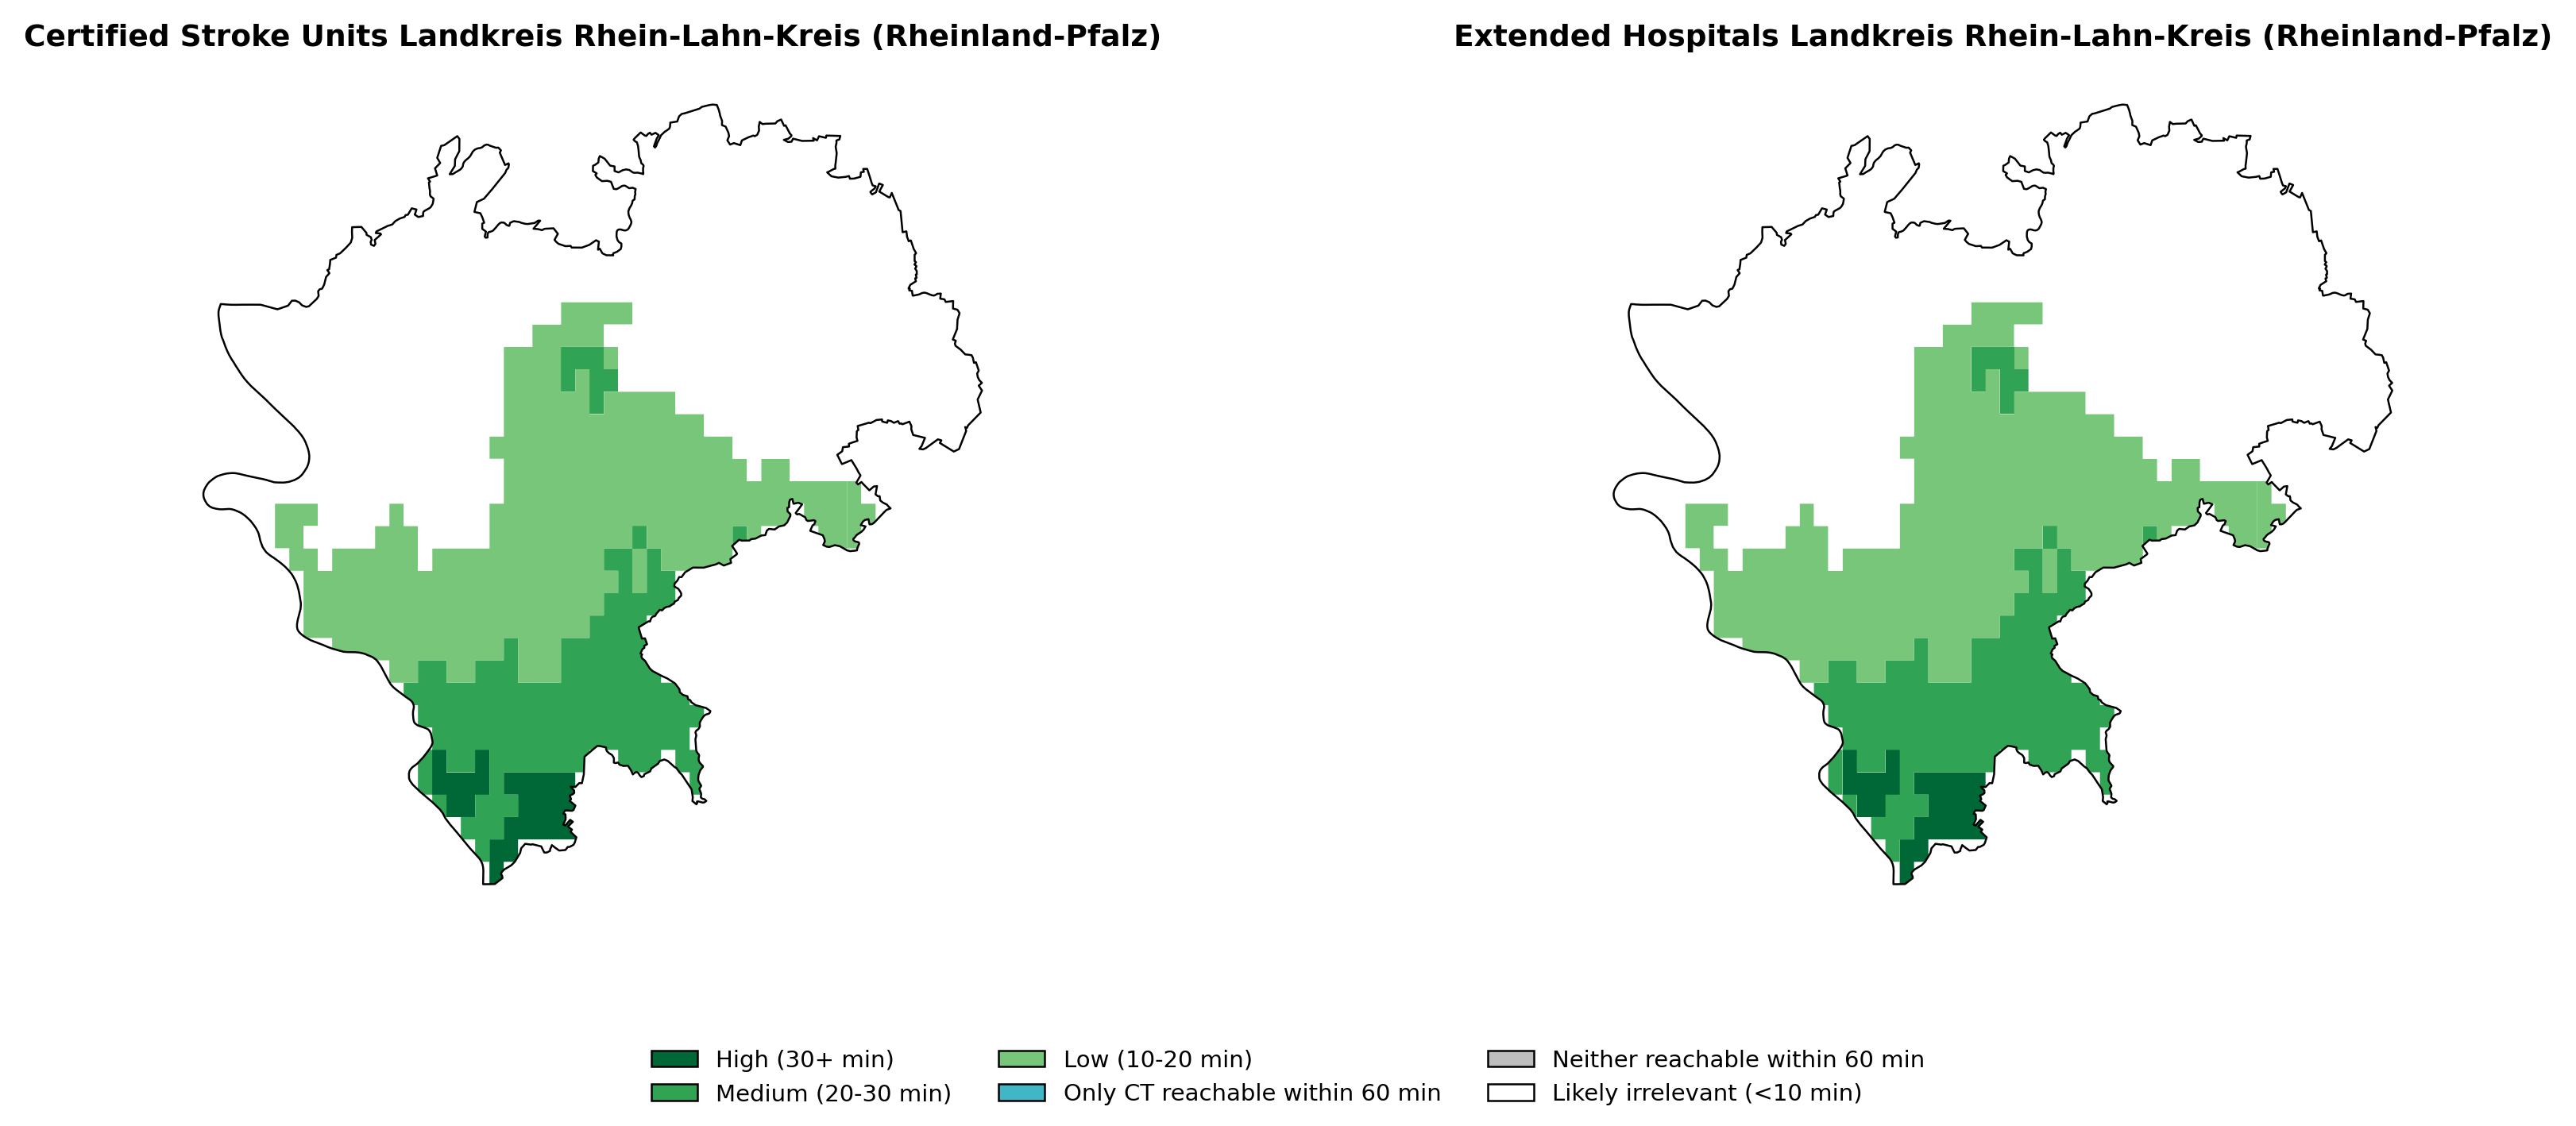 Certified Stroke Units Landkreis Rhein-Lahn-Kreis (Rheinland-Pfalz)
Extended Hospitals Landkreis Rhein-Lahn-Kreis (Rheinland-Pfalz)
High (30+ min)
Medium (20-30 min)
Low (10-20 min)
Only CT reachable within 60 min
Neither reachable within 60 min
Likely irrelevant (<10 min)